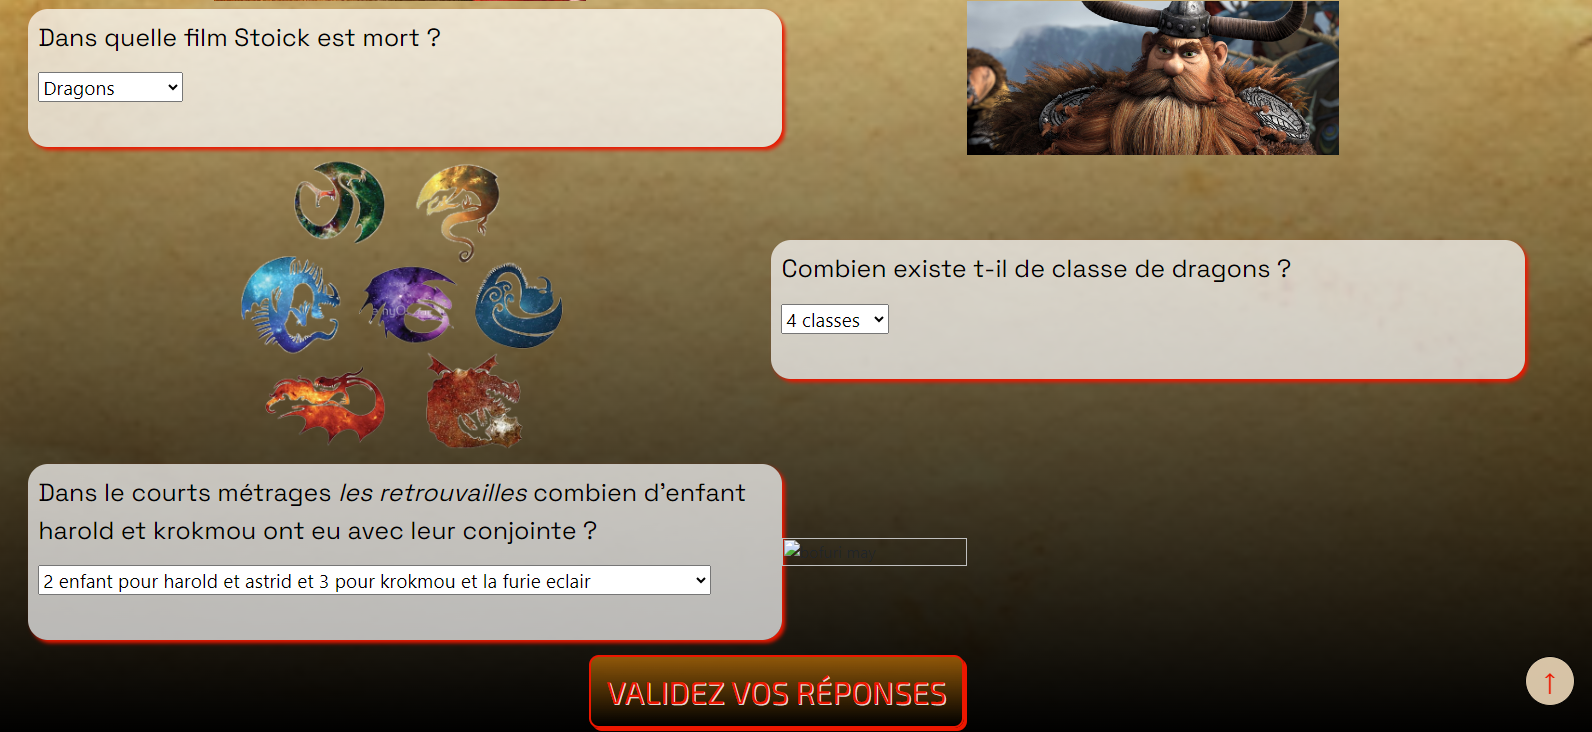 Dans quelle film Stoick est mort ?
Dragons
Combien existe t-il de classe de dragons ?
4 classes
Dans le courts métrages les retrouvailles combien d'enfant
harold et krokmou ont eu avec leur conjointe ?
2 enfant pour harold et astrid et 3 pour krokmou et la furie eclair
VALIDEZ VOS RÉPONSES
↑